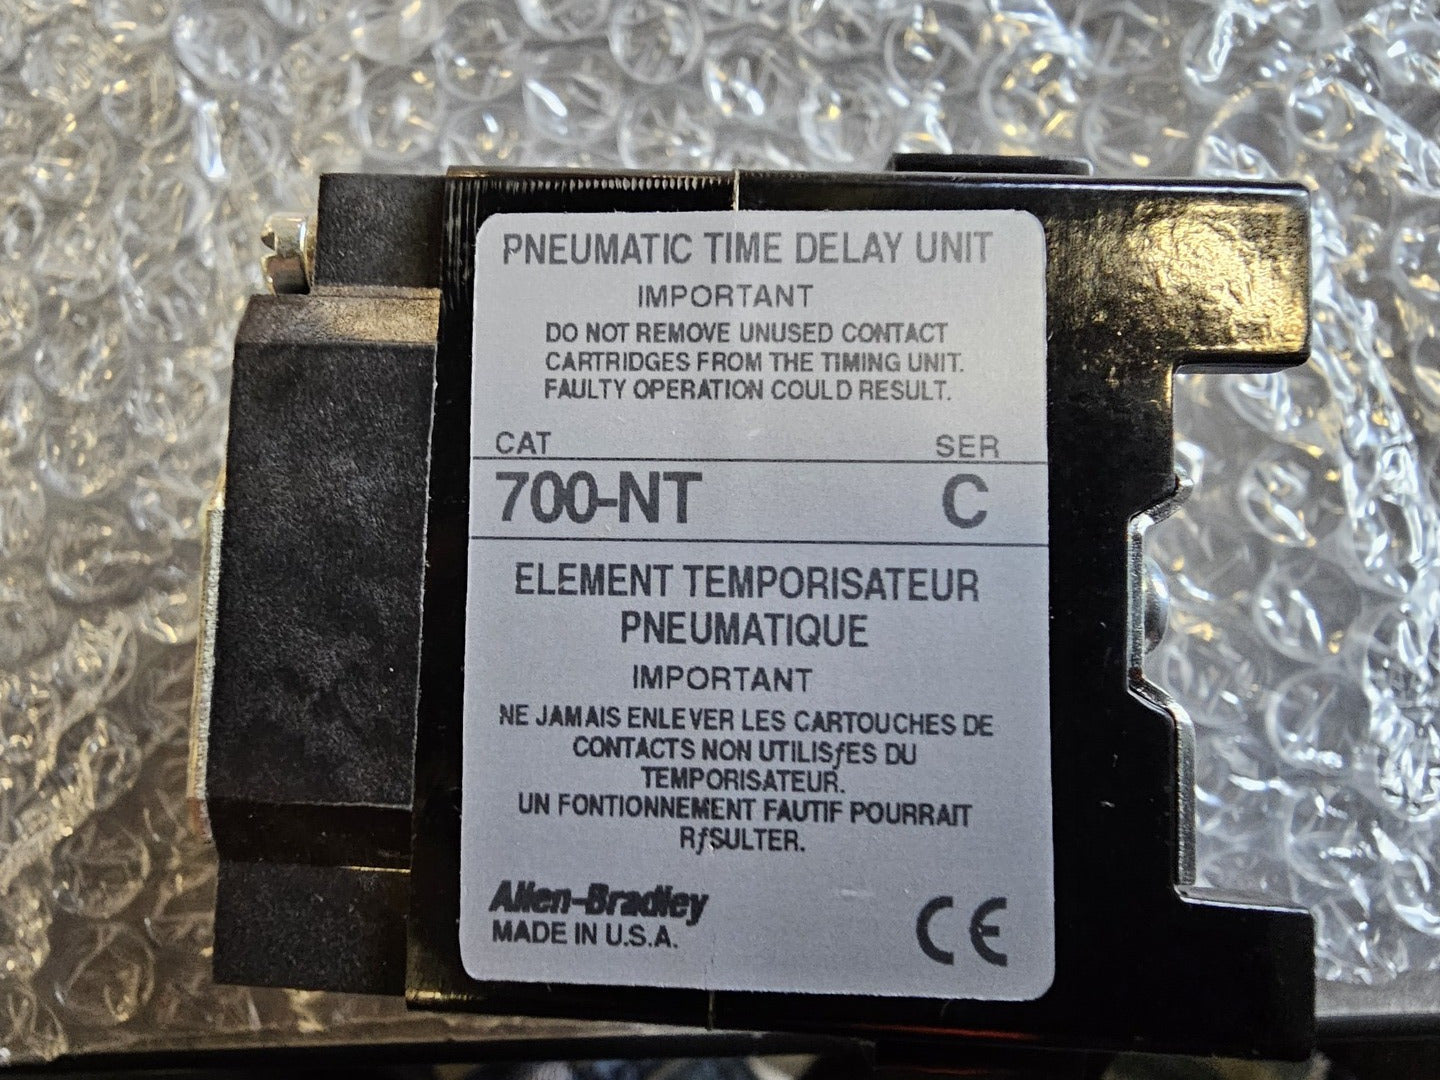 PNEUMATIC TIME DELAY UNIT
IMPORTANT
DO NOT REMOVE UNUSED CONTACT
CARTRIDGES FROM THE TIMING UNIT.
FAULTY OPERATION COULD RESULT.
CAT SER
700-NT C
ELEMENT TEMPORISATEUR
PNEUMATIQUE
IMPORTANT
NE JAMAIS ENLEVER LES CARTOUCHES DE
CONTACTS NON UTILISƒES DU
TEMPORISATEUR.
UN FONTIONNEMENT FAUTIF POURRAIT
RƒSULTER.
Allen-Bradley
MADE IN U.S.A. CE